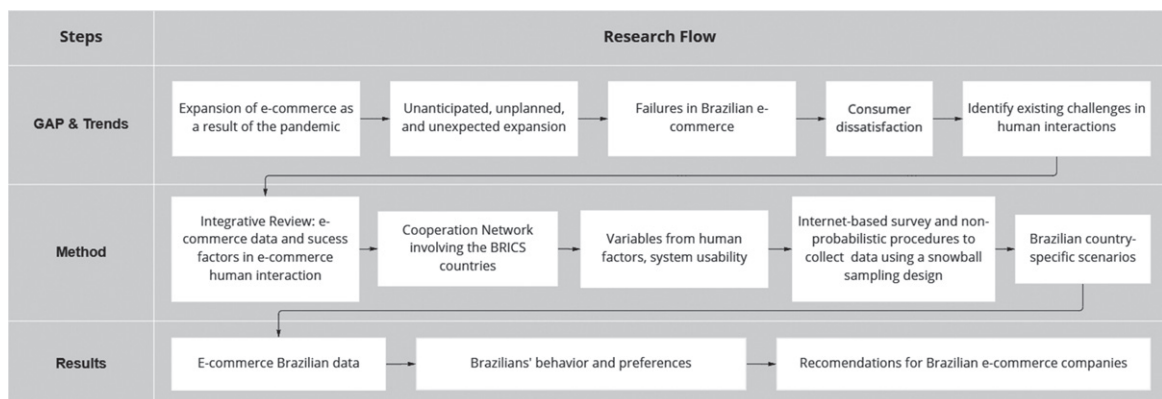 Steps
Research Flow
GAP & Trends
Expansion of e-commerce as
a result of the pandemic
Unanticipated, unplanned,
and unexpected expansion
Failures in Brazilian e-
commerce
Consumer
dissatisfaction
Identify existing challenges in
human interactions
Method
Integrative Review: e-
commerce data and sucess
factors in e-commerce
human interaction
Cooperation Network
involving the BRICS
countries
Variables from human
factors, system usability
Internet-based survey and non-
probabilistic procedures to
collect data using a snowball
sampling design
Brazilian country-
specific scenarios
Results
E-commerce Brazilian data
Brazilians' behavior and preferences
Recomendations for Brazilian e-commerce companies